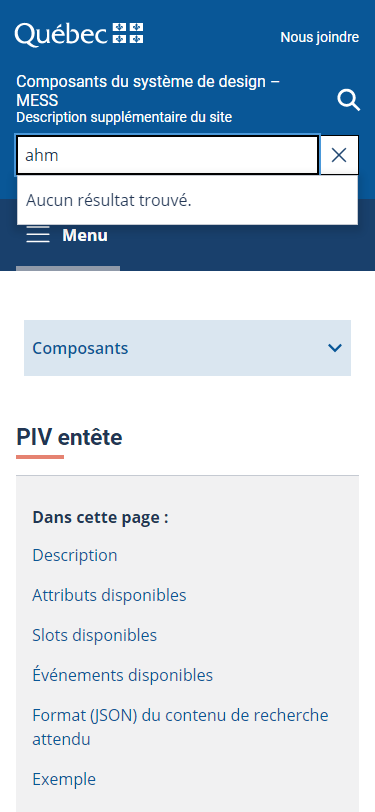 Québec
Nous joindre
Composants du système de design –
MESS
Description supplémentaire du site
ahm
Aucun résultat trouvé.
Menu
Composants
PIV entête
Dans cette page :
Description
Attributs disponibles
Slots disponibles
Événements disponibles
Format (JSON) du contenu de recherche
attendu
Exemple